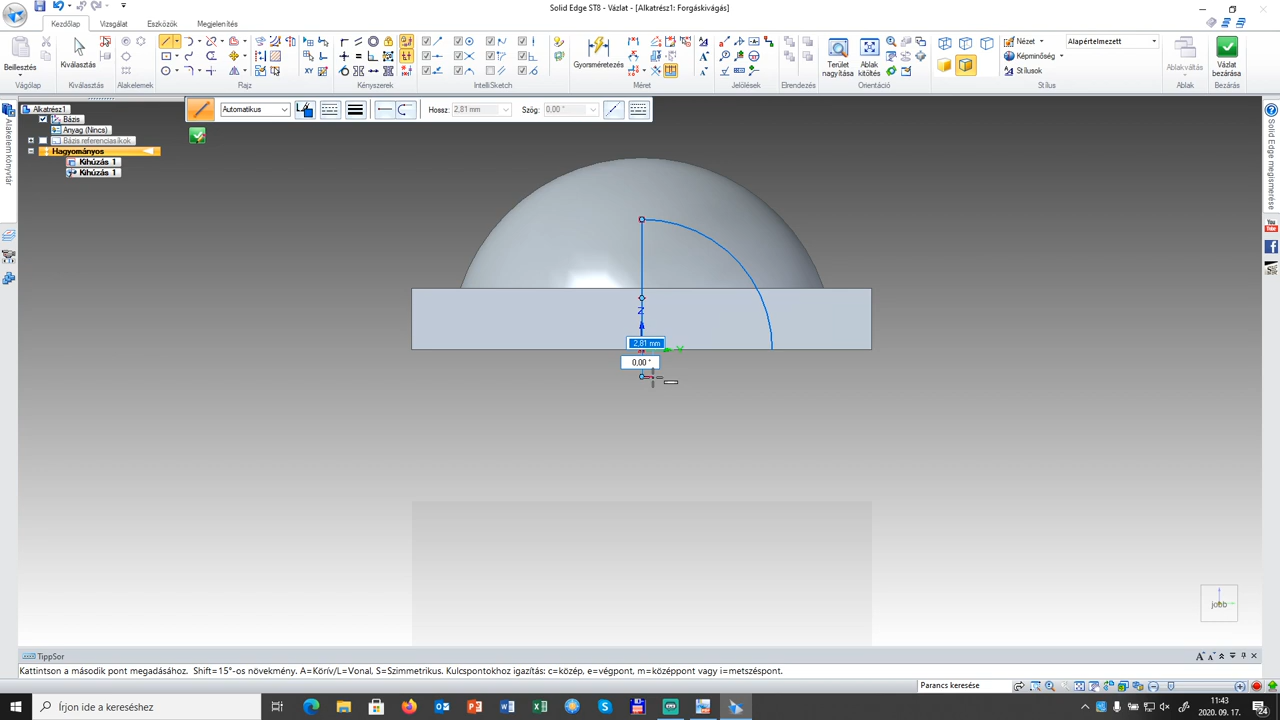 Solid Edge ST8 - Vázlat - [Alkatrész1: Forgáskivágás]
Kezdőlap Vizsgálat Eszközök Megjelenítés
Beillesztés
Kiválasztás
Gyorsméretezés
Terület nagyítása
Ablak kitöltés
Nézet
Képminőség
Stílusok
Alapértelmezett
Ablakváltás
Vázlat bezárása
Vágólap Kiválasztás Alakelemek Rajz Kényszerek IntelliSketch Méret Jelölések Elrendezés Orientáció Stílus Ablak Bezárás
Automatikus Hossz: 2,81 mm Szög: 0,00 °
Alkatrész1
Bázis
Anyag (Nincs)
Bázis referenciasíkok
Hagyományos
Kihúzás 1
Kihúzás 1
Alakelem könyvtár
Solid Edge megismerése
You Tube
Z
2,81 mm
Y
0,00 °
jobb
TippSor
Kattintson a második pont megadásához. Shift=15°-os növekmény. A=Körív/L=Vonal, S=Szimmetrikus. Kulcspontokhoz igazítás: c=közép, e=végpont, m=középpont vagy i=metszéspont.
Parancs keresése
Írjon ide a kereséshez
11:43
2020. 09. 17.
24